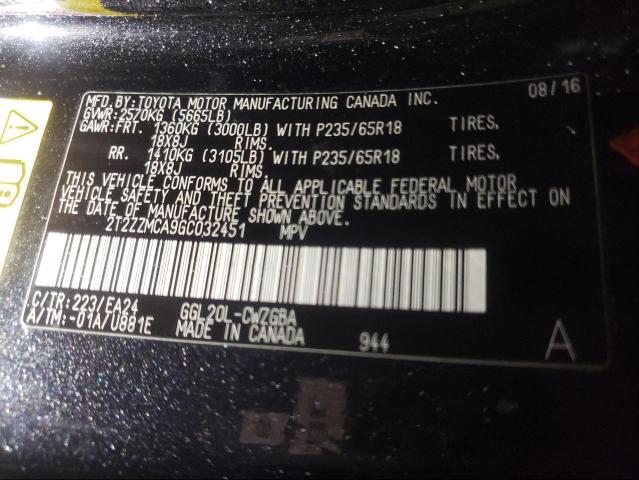 MFD.BY:TOYOTA MOTOR MANUFACTURING CANADA INC. 08/16
GVWR:2570KG (5665LB)
GAWR:FRT. 1360KG (3000LB) WITH P235/65R18 TIRES,
18X8J RIMS.
RR. 1410KG (3105LB) WITH P235/65R18 TIRES,
18X8J RIMS.
THIS VEHICLE CONFORMS TO ALL APPLICABLE FEDERAL MOTOR
VEHICLE SAFETY AND THEFT PREVENTION STANDARDS IN EFFECT ON
THE DATE OF MANUFACTURE SHOWN ABOVE.
2T2ZZMCA9GC032451 MPV
C/TR:223/EA24 GGL20L-CWZGBA
A/TM:-01A/U881E MADE IN CANADA 944 A